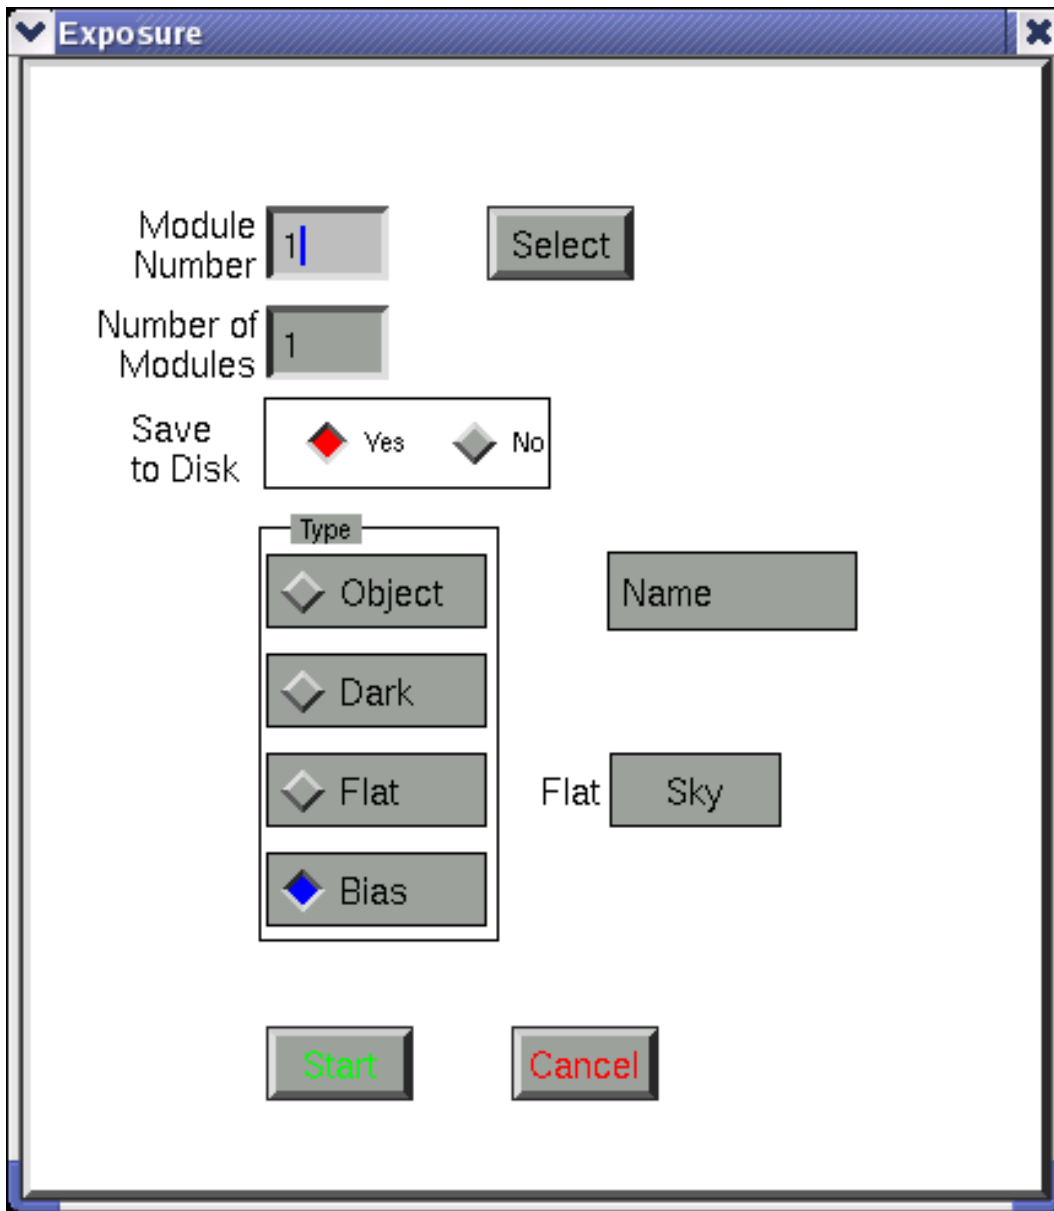 Exposure
Module
Number
1
Select
Number of
Modules
1
Save
to Disk
Yes
No
Type
Object
Name
Dark
Flat
Flat
Sky
Bias
Start
Cancel